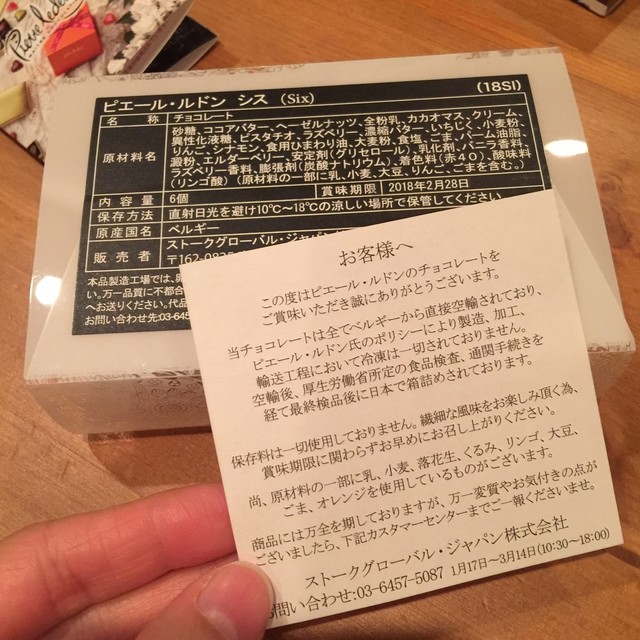 ピエール・ルドン シス (Six)
(18SI)
名 称 チョコレート
原材料名
砂糖、ココアバター、ヘーゼルナッツ、全粉乳、カカオマス、クリーム、
異性化液糖、ピスタチオ、ラズベリー、濃縮バター、いちじく、小麦粉、
りんご、シナモン、食用ひまわり油、大麦粉、食塩、ごま、パーム油脂、
澱粉、エルダーベリー、安定剤(グリセロール)、乳化剤、バニラ香料、
ラズベリー香料、膨張剤(炭酸ナトリウム)、着色料(赤40)、酸味料
(リンゴ酸) (原材料の一部に乳、小麦、大豆、りんご、ごまを含む。)
内 容 量 6個 賞味期限 2018年2月28日
保存方法 直射日光を避け10℃〜18℃の涼しい場所で保管してください。
原産国名 ベルギー
販 売 者 ストークグローバル・ジャパン
〒162-
本品製造工場では、
い。万一品質に不都合
へお送りください。代品
お問い合わせ先:03-645
お客様へ
この度はピエール・ルドンのチョコレートを
ご賞味いただき誠にありがとうございます。
当チョコレートは全てベルギーから直接空輸されており、
ピエール・ルドン氏のポリシーにより製造、加工、
輸送工程において冷凍は一切されておりません。
空輸後、厚生労働省所定の食品検査、通関手続きを
経て最終検品後に日本で箱詰めされております。
保存料は一切使用しておりません。繊細な風味をお楽しみ頂く為、
賞味期限に関わらずお早めにお召し上がりください。
尚、原材料の一部に乳、小麦、落花生、くるみ、リンゴ、大豆、
ごま、オレンジを使用しているものがございます。
商品には万全を期しておりますが、万一変質やお気付きの点が
ございましたら、下記カスタマーセンターまでご一報くださいませ。
ストークグローバル・ジャパン株式会社
問い合わせ:03-6457-5087 1月17日〜3月14日(10:30〜18:00)